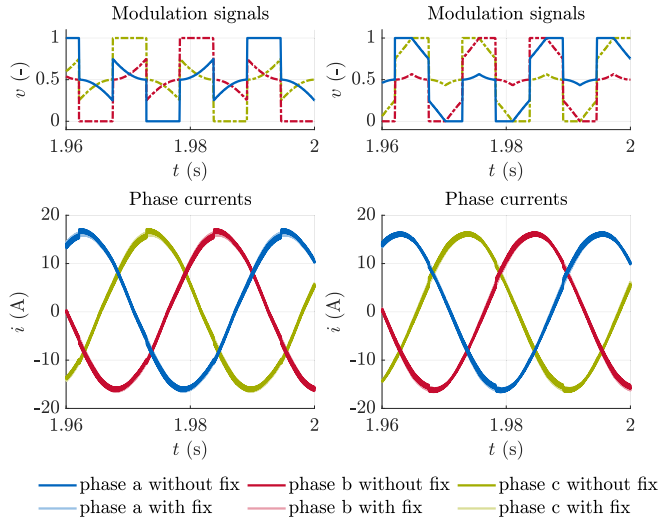 Modulation signals
Modulation signals
1
0.5
0
v (-)
1.96
1.98
2
t (s)
1
0.5
0
v (-)
1.96
1.98
2
t (s)
Phase currents
Phase currents
20
10
0
-10
-20
i (A)
1.96
1.98
2
t (s)
20
10
0
-10
-20
i (A)
1.96
1.98
2
t (s)
phase a without fix
phase b without fix
phase c without fix
phase a with fix
phase b with fix
phase c with fix